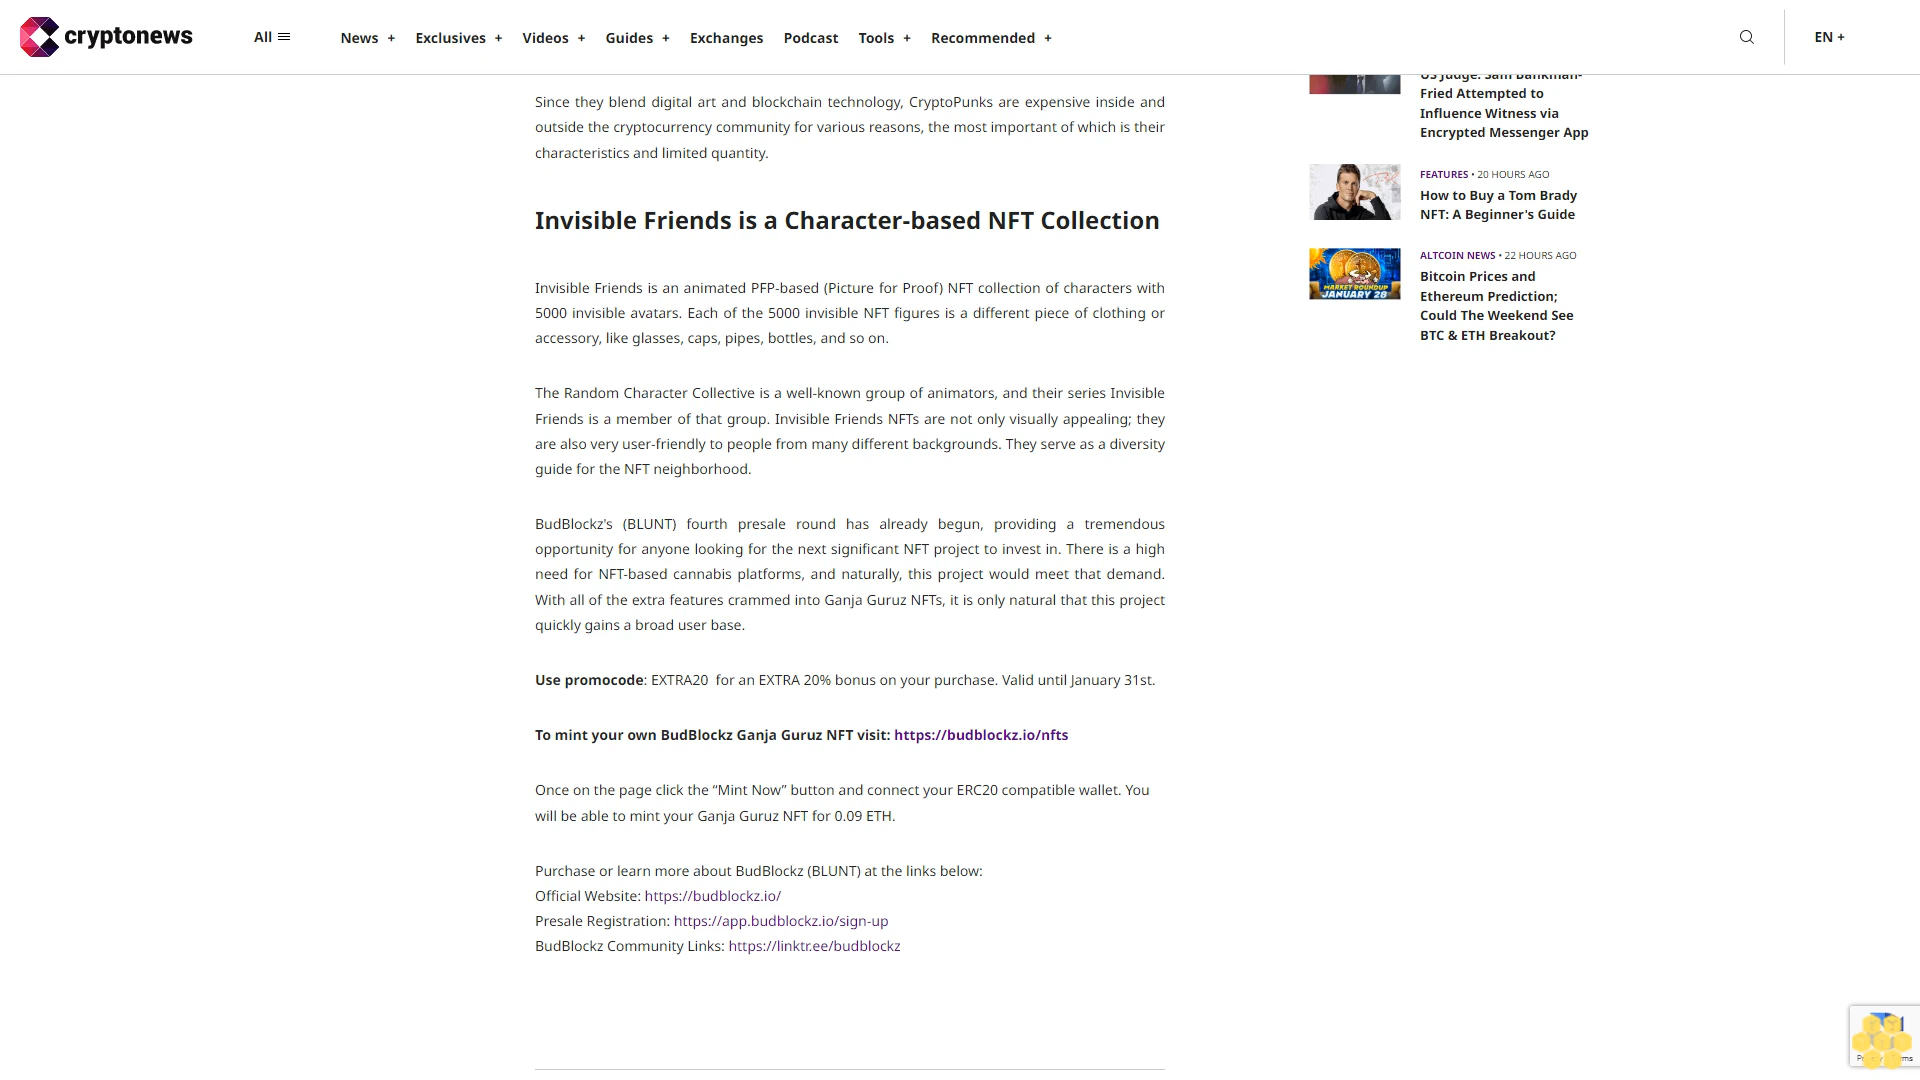 cryptonews
All
News +
Exclusives +
Videos +
Guides +
Exchanges
Podcast
Tools +
Recommended +
EN +
Since they blend digital art and blockchain technology, CryptoPunks are expensive inside and
outside the cryptocurrency community for various reasons, the most important of which is their
characteristics and limited quantity.
Invisible Friends is a Character-based NFT Collection
Invisible Friends is an animated PFP-based (Picture for Proof) NFT collection of characters with
5000 invisible avatars. Each of the 5000 invisible NFT figures is a different piece of clothing or
accessory, like glasses, caps, pipes, bottles, and so on.
The Random Character Collective is a well-known group of animators, and their series Invisible
Friends is a member of that group. Invisible Friends NFTs are not only visually appealing; they
are also very user-friendly to people from many different backgrounds. They serve as a diversity
guide for the NFT neighborhood.
BudBlockz's (BLUNT) fourth presale round has already begun, providing a tremendous
opportunity for anyone looking for the next significant NFT project to invest in. There is a high
need for NFT-based cannabis platforms, and naturally, this project would meet that demand.
With all of the extra features crammed into Ganja Guruz NFTs, it is only natural that this project
quickly gains a broad user base.
Use promocode: EXTRA20 for an EXTRA 20% bonus on your purchase. Valid until January 31st.
To mint your own BudBlockz Ganja Guruz NFT visit: https://budblockz.io/nfts
Once on the page click the “Mint Now” button and connect your ERC20 compatible wallet. You
will be able to mint your Ganja Guruz NFT for 0.09 ETH.
Purchase or learn more about BudBlockz (BLUNT) at the links below:
Official Website: https://budblockz.io/
Presale Registration: https://app.budblockz.io/sign-up
BudBlockz Community Links: https://linktr.ee/budblockz
US Judge: Sam Bankman-
Fried Attempted to
Influence Witness via
Encrypted Messenger App
FEATURES • 20 HOURS AGO
How to Buy a Tom Brady
NFT: A Beginner's Guide
MARKET ROUNDUP
JANUARY 28
ALTCOIN NEWS • 22 HOURS AGO
Bitcoin Prices and
Ethereum Prediction;
Could The Weekend See
BTC & ETH Breakout?